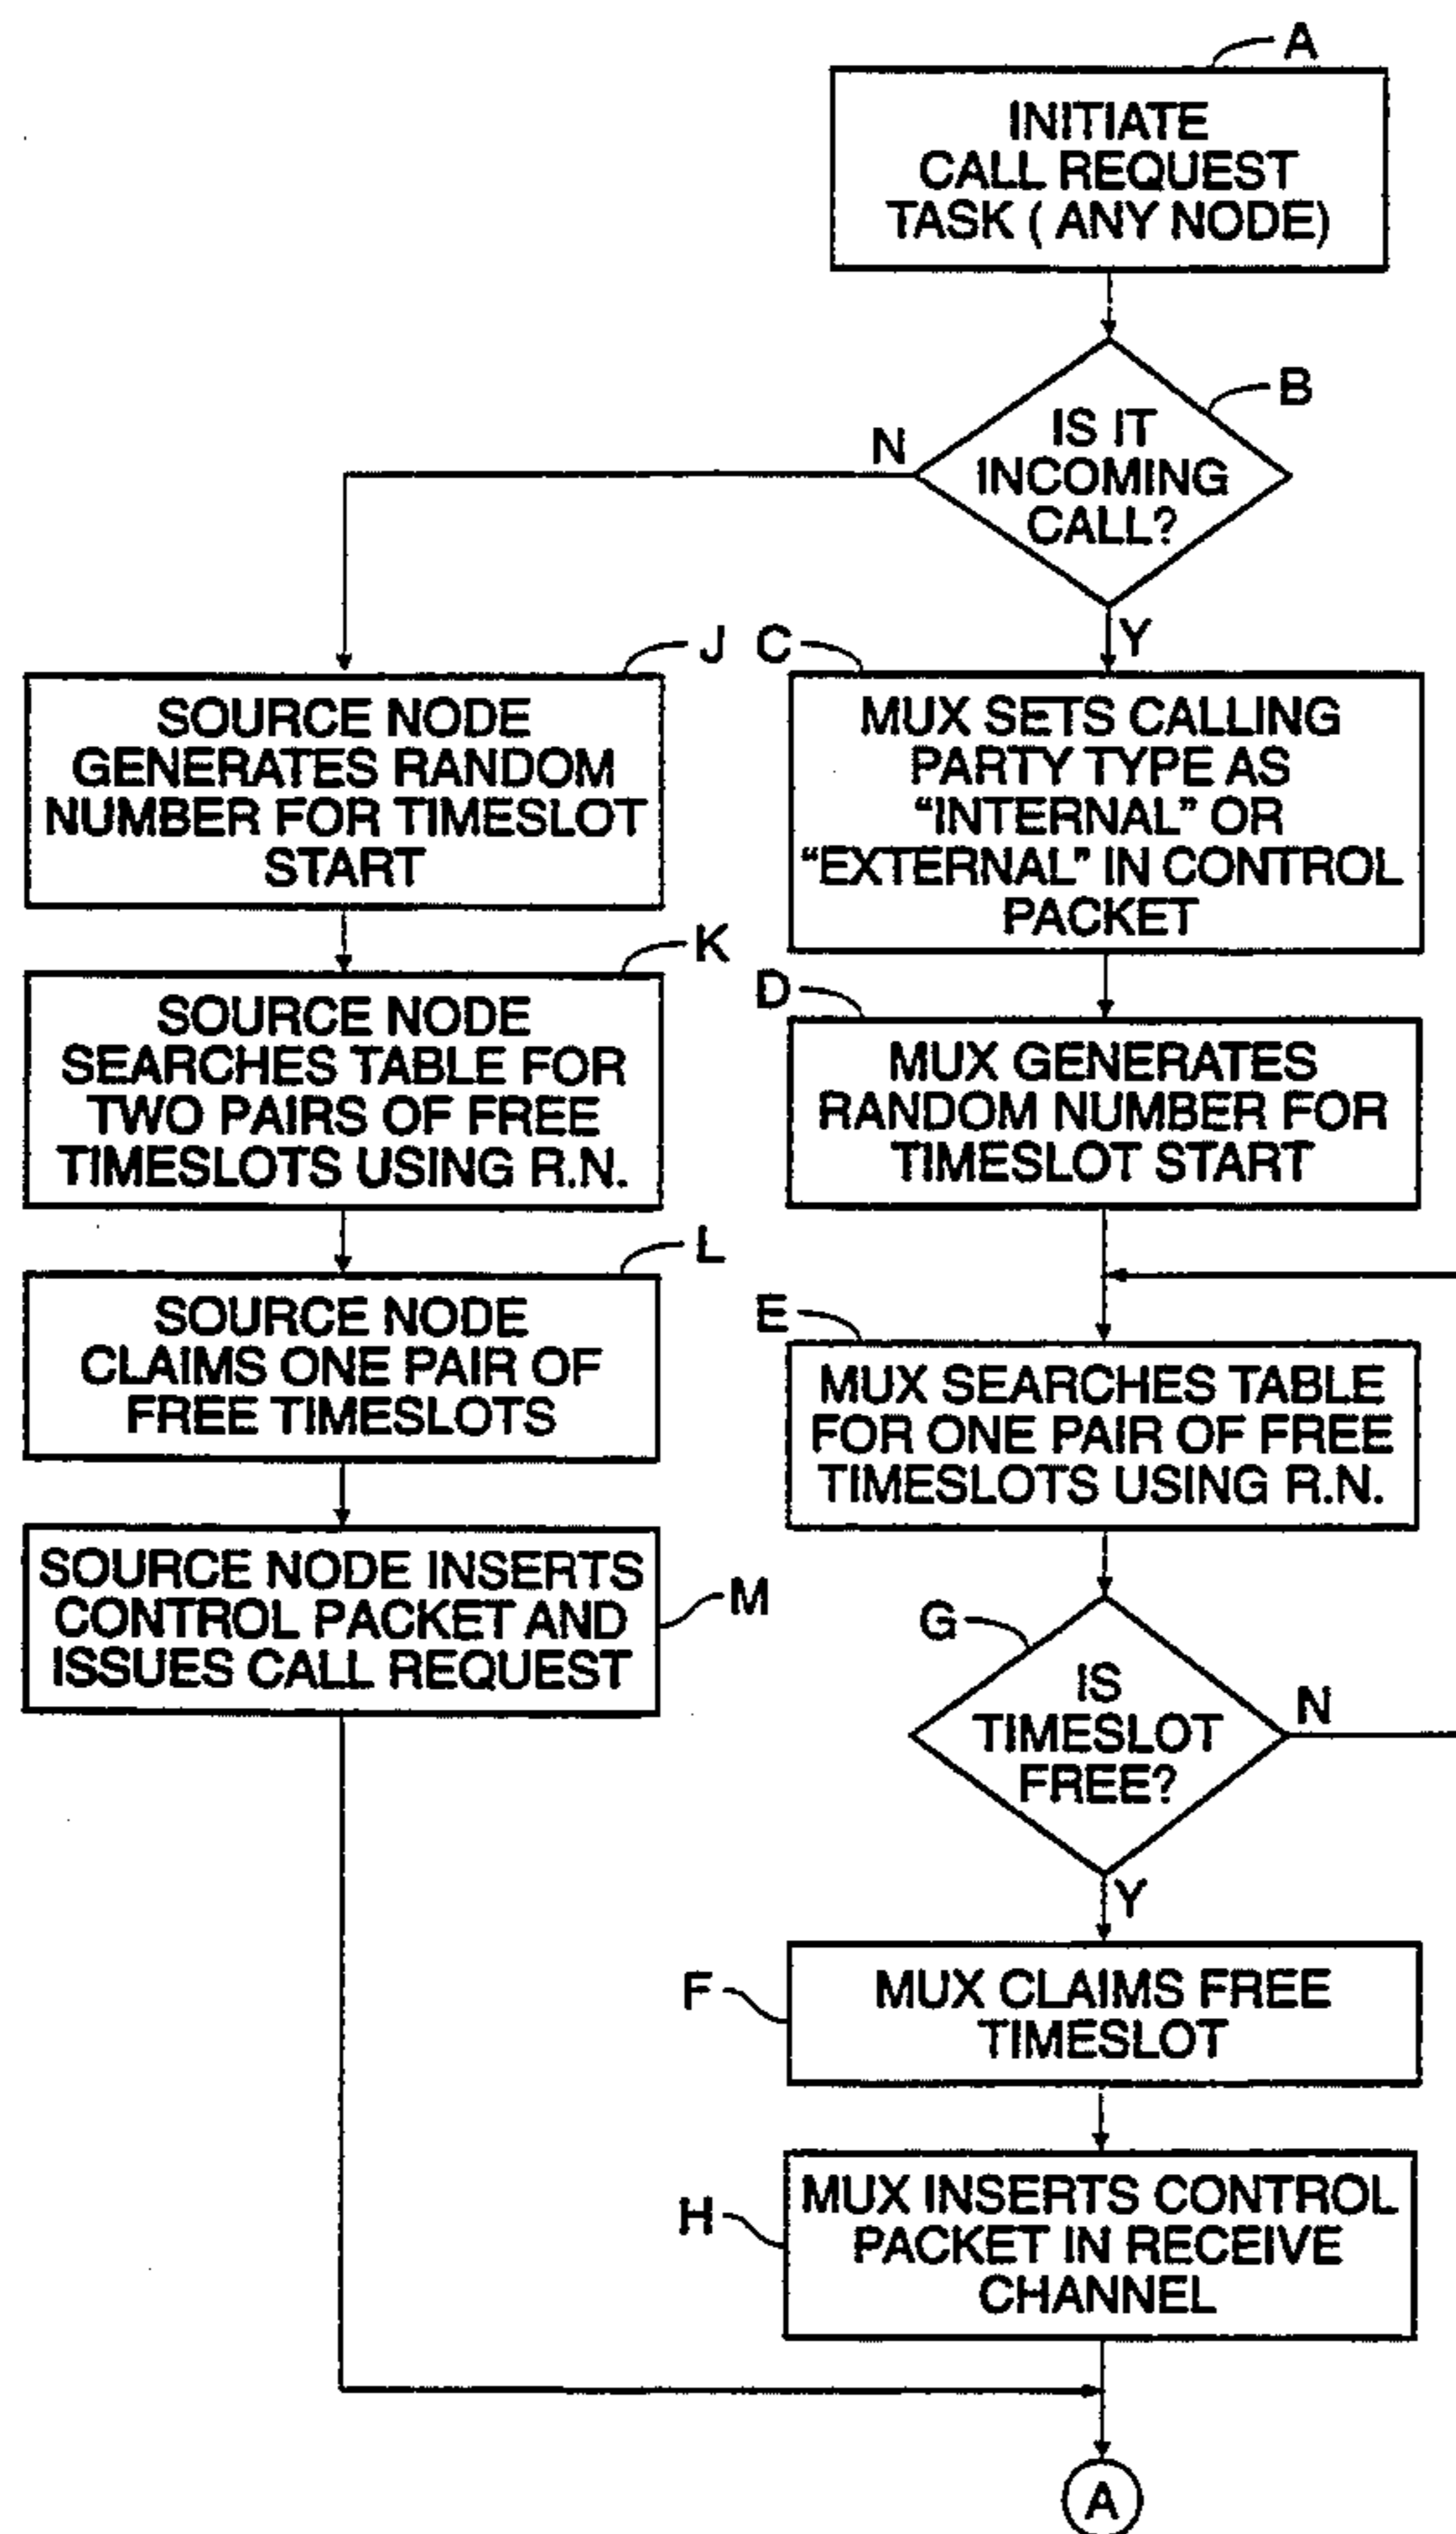 A
INITIATE
CALL REQUEST
TASK ( ANY NODE)
B
IS IT
INCOMING
CALL?
N
Y
J
SOURCE NODE
GENERATES RANDOM
NUMBER FOR TIMESLOT
START
C
MUX SETS CALLING
PARTY TYPE AS
“INTERNAL” OR
“EXTERNAL” IN CONTROL
PACKET
K
SOURCE NODE
SEARCHES TABLE FOR
TWO PAIRS OF FREE
TIMESLOTS USING R.N.
D
MUX GENERATES
RANDOM NUMBER FOR
TIMESLOT START
L
SOURCE NODE
CLAIMS ONE PAIR OF
FREE TIMESLOTS
E
MUX SEARCHES TABLE
FOR ONE PAIR OF FREE
TIMESLOTS USING R.N.
SOURCE NODE INSERTS
CONTROL PACKET AND
ISSUES CALL REQUEST
M
G
IS
TIMESLOT
FREE?
N
Y
F
MUX CLAIMS FREE
TIMESLOT
H
MUX INSERTS CONTROL
PACKET IN RECEIVE
CHANNEL
A